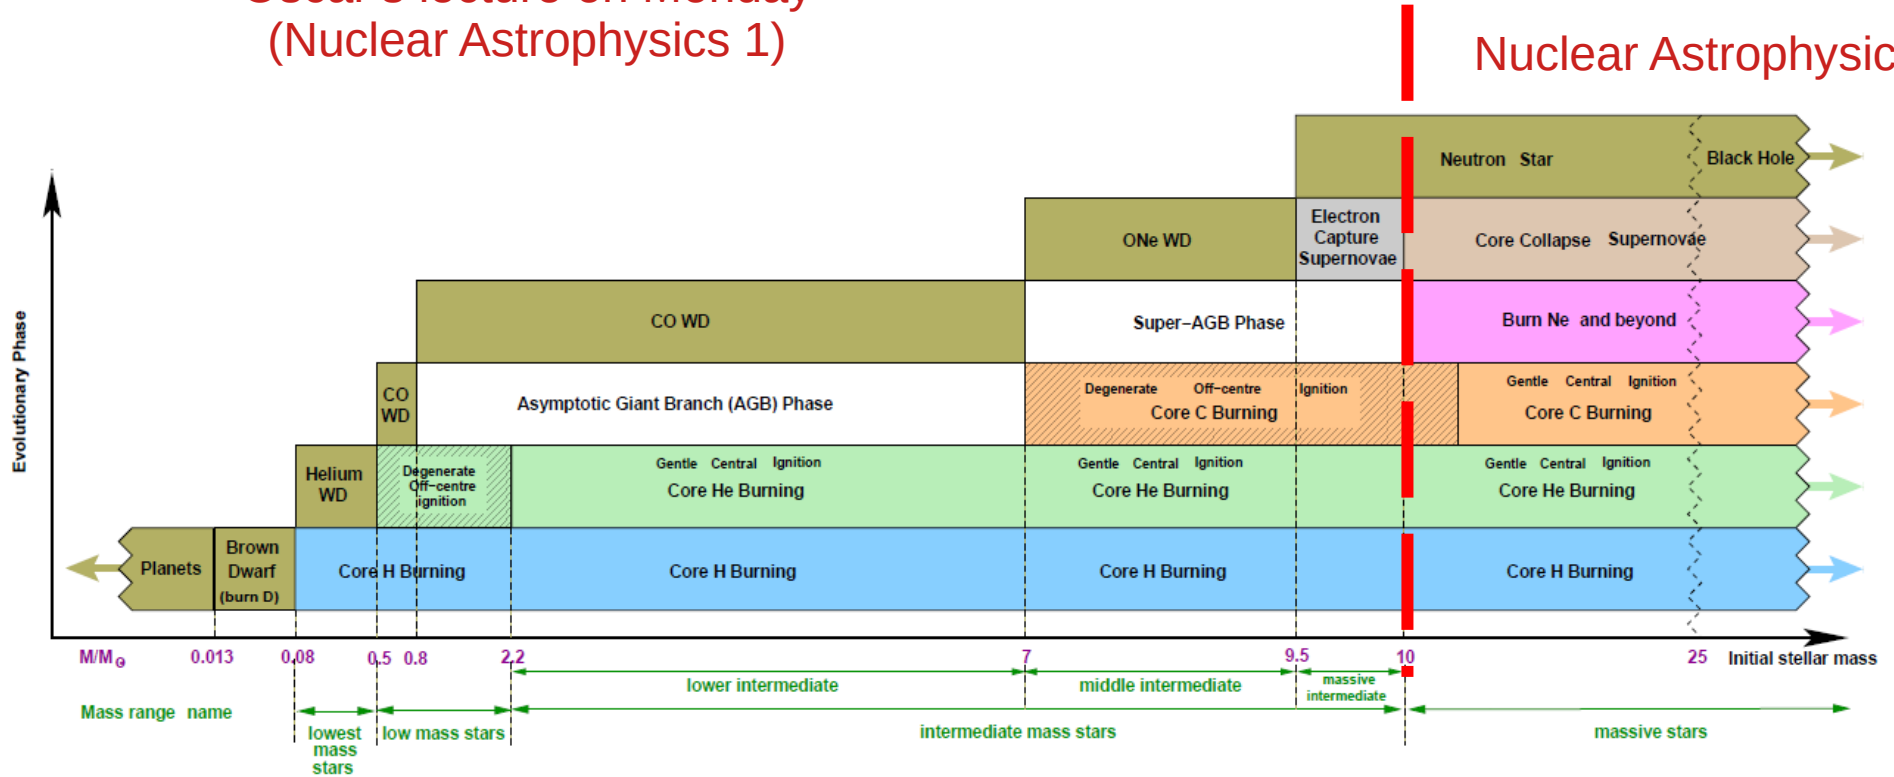 Oscar's lecture on Monday
(Nuclear Astrophysics 1)
Nuclear Astrophysic
Neutron Star
Black Hole
ONe WD
Electron
Capture
Supernovae
Core Collapse Supernovae
CO WD
Super-AGB Phase
Burn Ne and beyond
CO
WD
Asymptotic Giant Branch (AGB) Phase
Degenerate Off-centre Ignition
Core C Burning
Gentle Central Ignition
Core C Burning
Helium
WD
Degenerate
Off-centre
ignition
Gentle Central Ignition
Core He Burning
Gentle Central Ignition
Core He Burning
Gentle Central Ignition
Core He Burning
Planets
Brown
Dwarf
(burn D)
Core H Burning
Core H Burning
Core H Burning
Core H Burning
Evolutionary Phase
M/M⊙ 0.013 0.08 0.5 0.8 2.2 7 9.5 10 25 Initial stellar mass
lower intermediate
middle intermediate
massive
intermediate
Mass range name
lowest
mass
stars
low mass stars
intermediate mass stars
massive stars